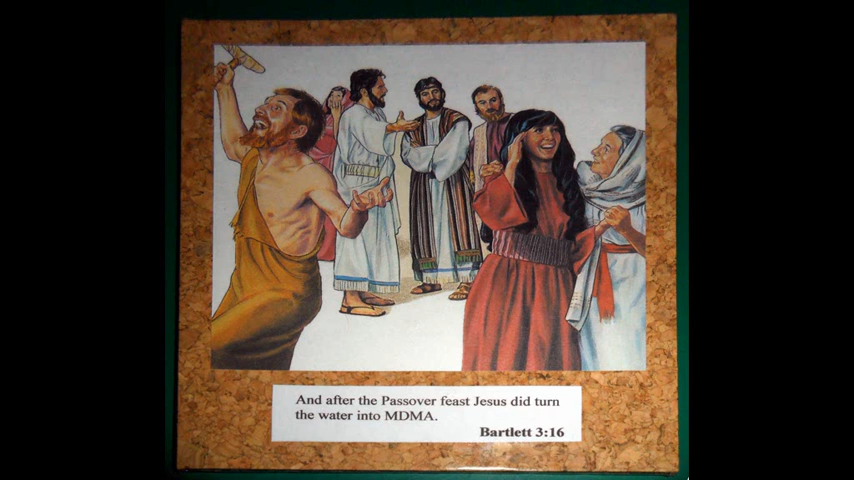 And after the Passover feast Jesus did turn
the water into MDMA.
Bartlett 3:16